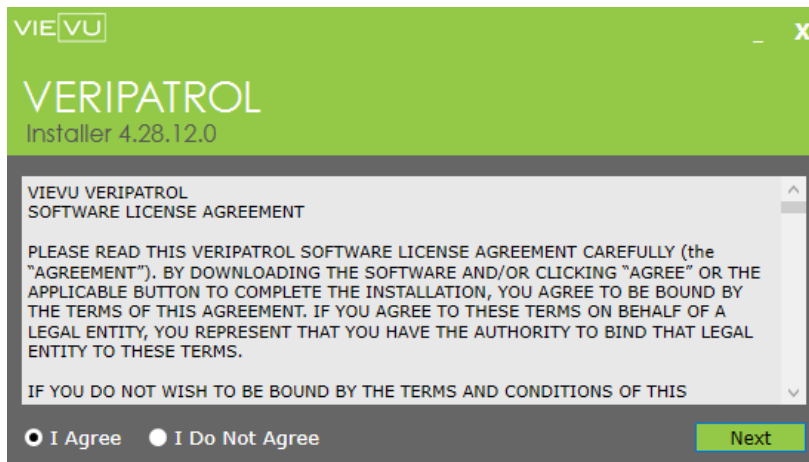 VIEVU
_ X
VERIPATROL
Installer 4.28.12.0
VIEVU VERIPATROL
SOFTWARE LICENSE AGREEMENT
PLEASE READ THIS VERIPATROL SOFTWARE LICENSE AGREEMENT CAREFULLY (the
“AGREEMENT”). BY DOWNLOADING THE SOFTWARE AND/OR CLICKING “AGREE” OR THE
APPLICABLE BUTTON TO COMPLETE THE INSTALLATION, YOU AGREE TO BE BOUND BY
THE TERMS OF THIS AGREEMENT. IF YOU AGREE TO THESE TERMS ON BEHALF OF A
LEGAL ENTITY, YOU REPRESENT THAT YOU HAVE THE AUTHORITY TO BIND THAT LEGAL
ENTITY TO THESE TERMS.
IF YOU DO NOT WISH TO BE BOUND BY THE TERMS AND CONDITIONS OF THIS
I Agree I Do Not Agree Next